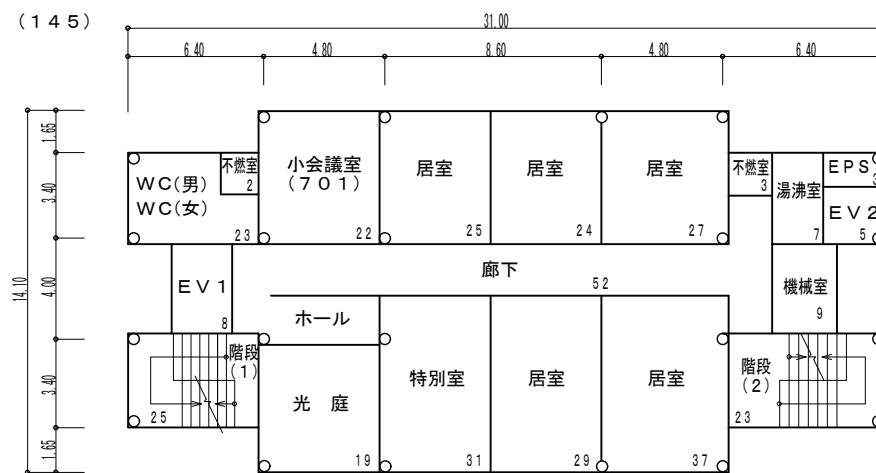 （１４５）
31.00
6.40
4.80
8.60
4.80
6.40
1.65
3.40
4.00
3.40
1.65
14.10
ＷＣ(男)
ＷＣ(女)
23
不燃室
2
小会議室
(７０１)
22
居室
25
居室
24
居室
27
不燃室
3
湯沸室
7
ＥＰＳ
3
ＥＶ２
5
ＥＶ１
8
廊下
52
機械室
9
ホール
階段
(１)
25
光　庭
19
特別室
31
居室
29
居室
37
階段
(２)
23